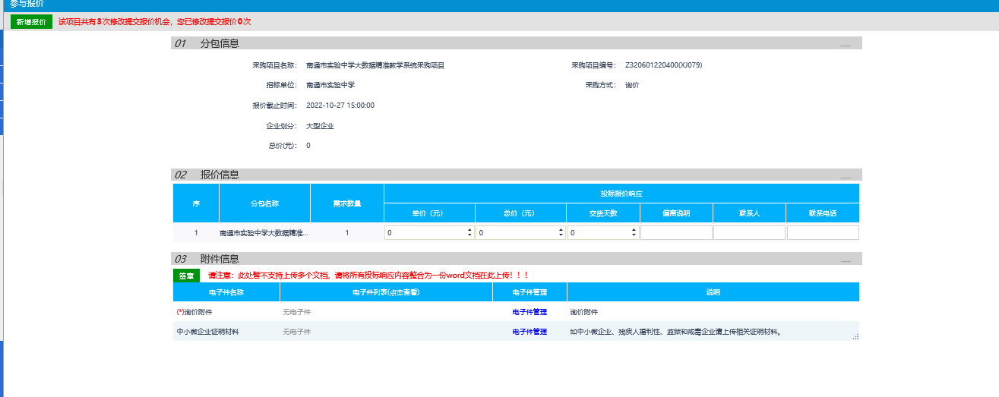 参与报价
新增报价 该项目共有3次修改提交报价机会，您已修改提交报价0次
01 分包信息
采购项目名称： 南通市实验中学大数据精准教学系统采购项目 采购项目编号： Z320601220400(XJ079)
招标单位： 南通市实验中学 采购方式： 询价
报价截止时间： 2022-10-27 15:00:00
企业划分： 大型企业
总价(元)： 0
02 报价信息
序 分包名称 需求数量 投标报价响应
单价（元） 总价（元） 交货天数 偏离说明 联系人 联系电话
1 南通市实验中学大数据精准... 1 0 0 0
03 附件信息
签章 请注意：此处暂不支持上传多个文档，请将所有投标响应内容整合为一份word文档在此上传！！！
电子件名称 电子件列表(点击查看) 电子件管理 说明
(*)询价附件 无电子件 电子件管理 询价附件
中小微企业证明材料 无电子件 电子件管理 如中小微企业、残疾人福利性、监狱和戒毒企业请上传相关证明材料。